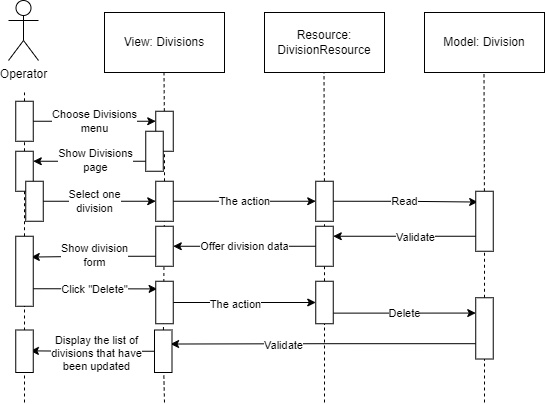 View: Divisions
Resource:
DivisionResource
Model: Division
Operator
Choose Divisions
menu
Show Divisions
page
Select one
division
The action
Read
Validate
Offer division data
Show division
form
Click "Delete"
The action
Delete
Display the list of
divisions that have
been updated
Validate